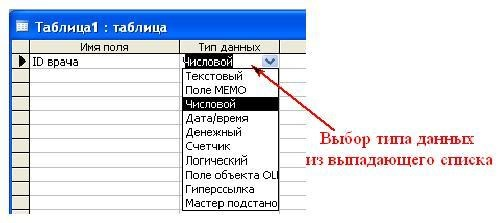 Таблица1 : таблица
Имя поля Тип данных
ID врача Числовой
Текстовый
Поле МЕМО
Числовой
Дата/время
Денежный
Счетчик
Логический
Поле объекта OL
Гиперссылка
Мастер подстано
Выбор типа данных
из выпадающего списка